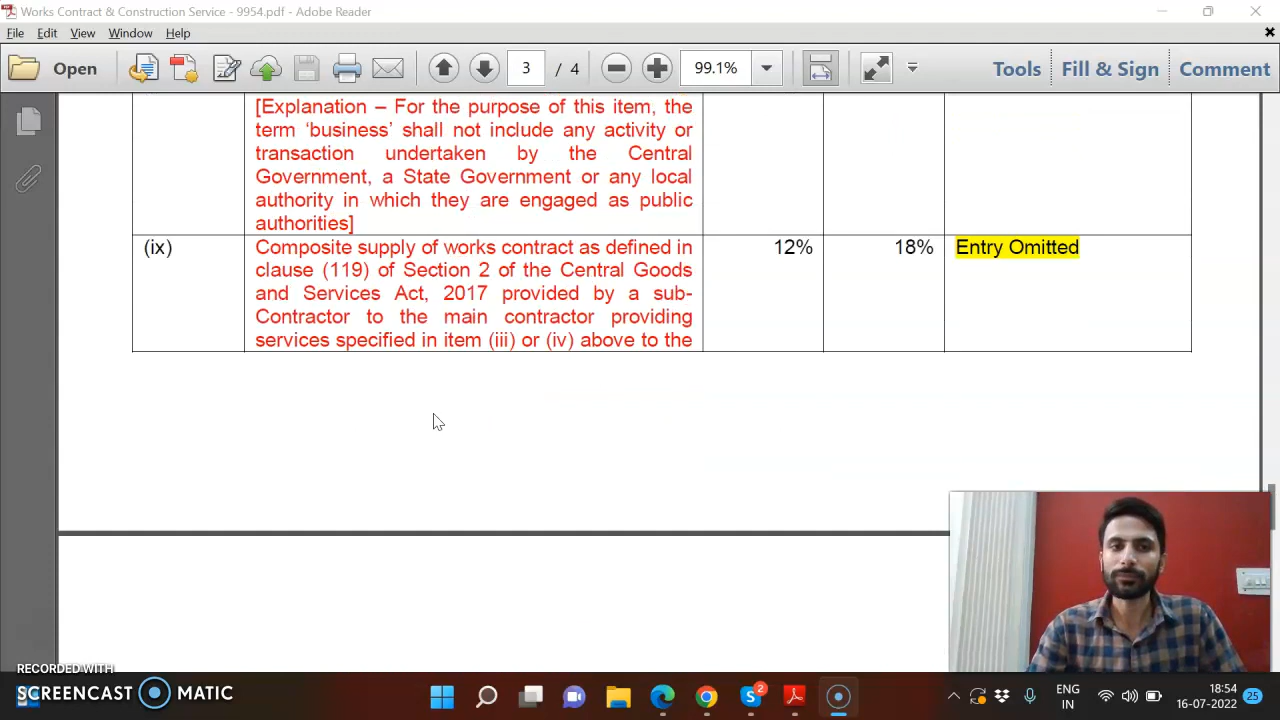 Works Contract & Construction Service - 9954.pdf - Adobe Reader
File Edit View Window Help
Open 3 / 4 99.1% Tools Fill & Sign Comment
[Explanation – For the purpose of this item, the
term ‘business’ shall not include any activity or
transaction undertaken by the Central
Government, a State Government or any local
authority in which they are engaged as public
authorities]
(ix) Composite supply of works contract as defined in 12% 18% Entry Omitted
clause (119) of Section 2 of the Central Goods
and Services Act, 2017 provided by a sub-
Contractor to the main contractor providing
services specified in item (iii) or (iv) above to the
RECORDED WITH
SCREENCAST MATIC
2
ENG
IN
18:54
16-07-2022
25